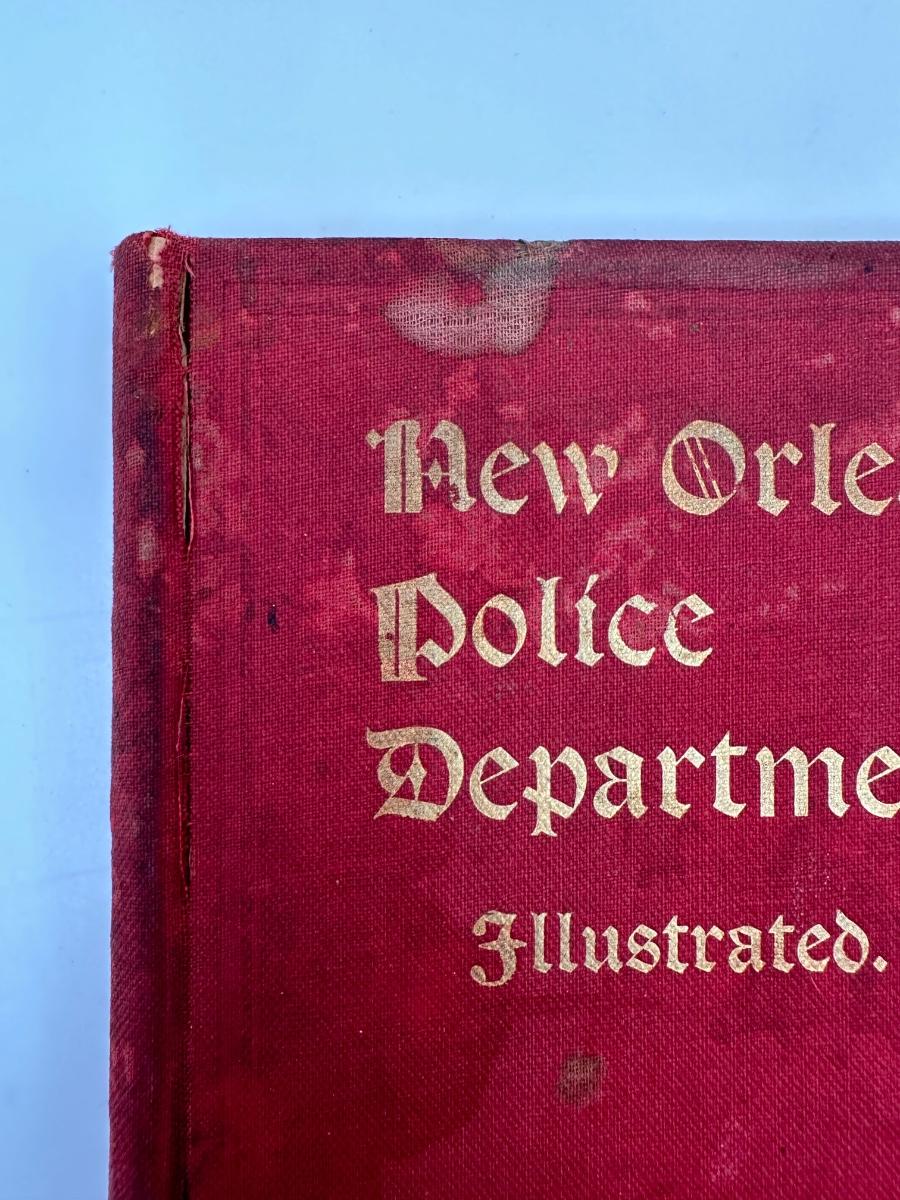 New Orle
Police
Departme
Illustrated.